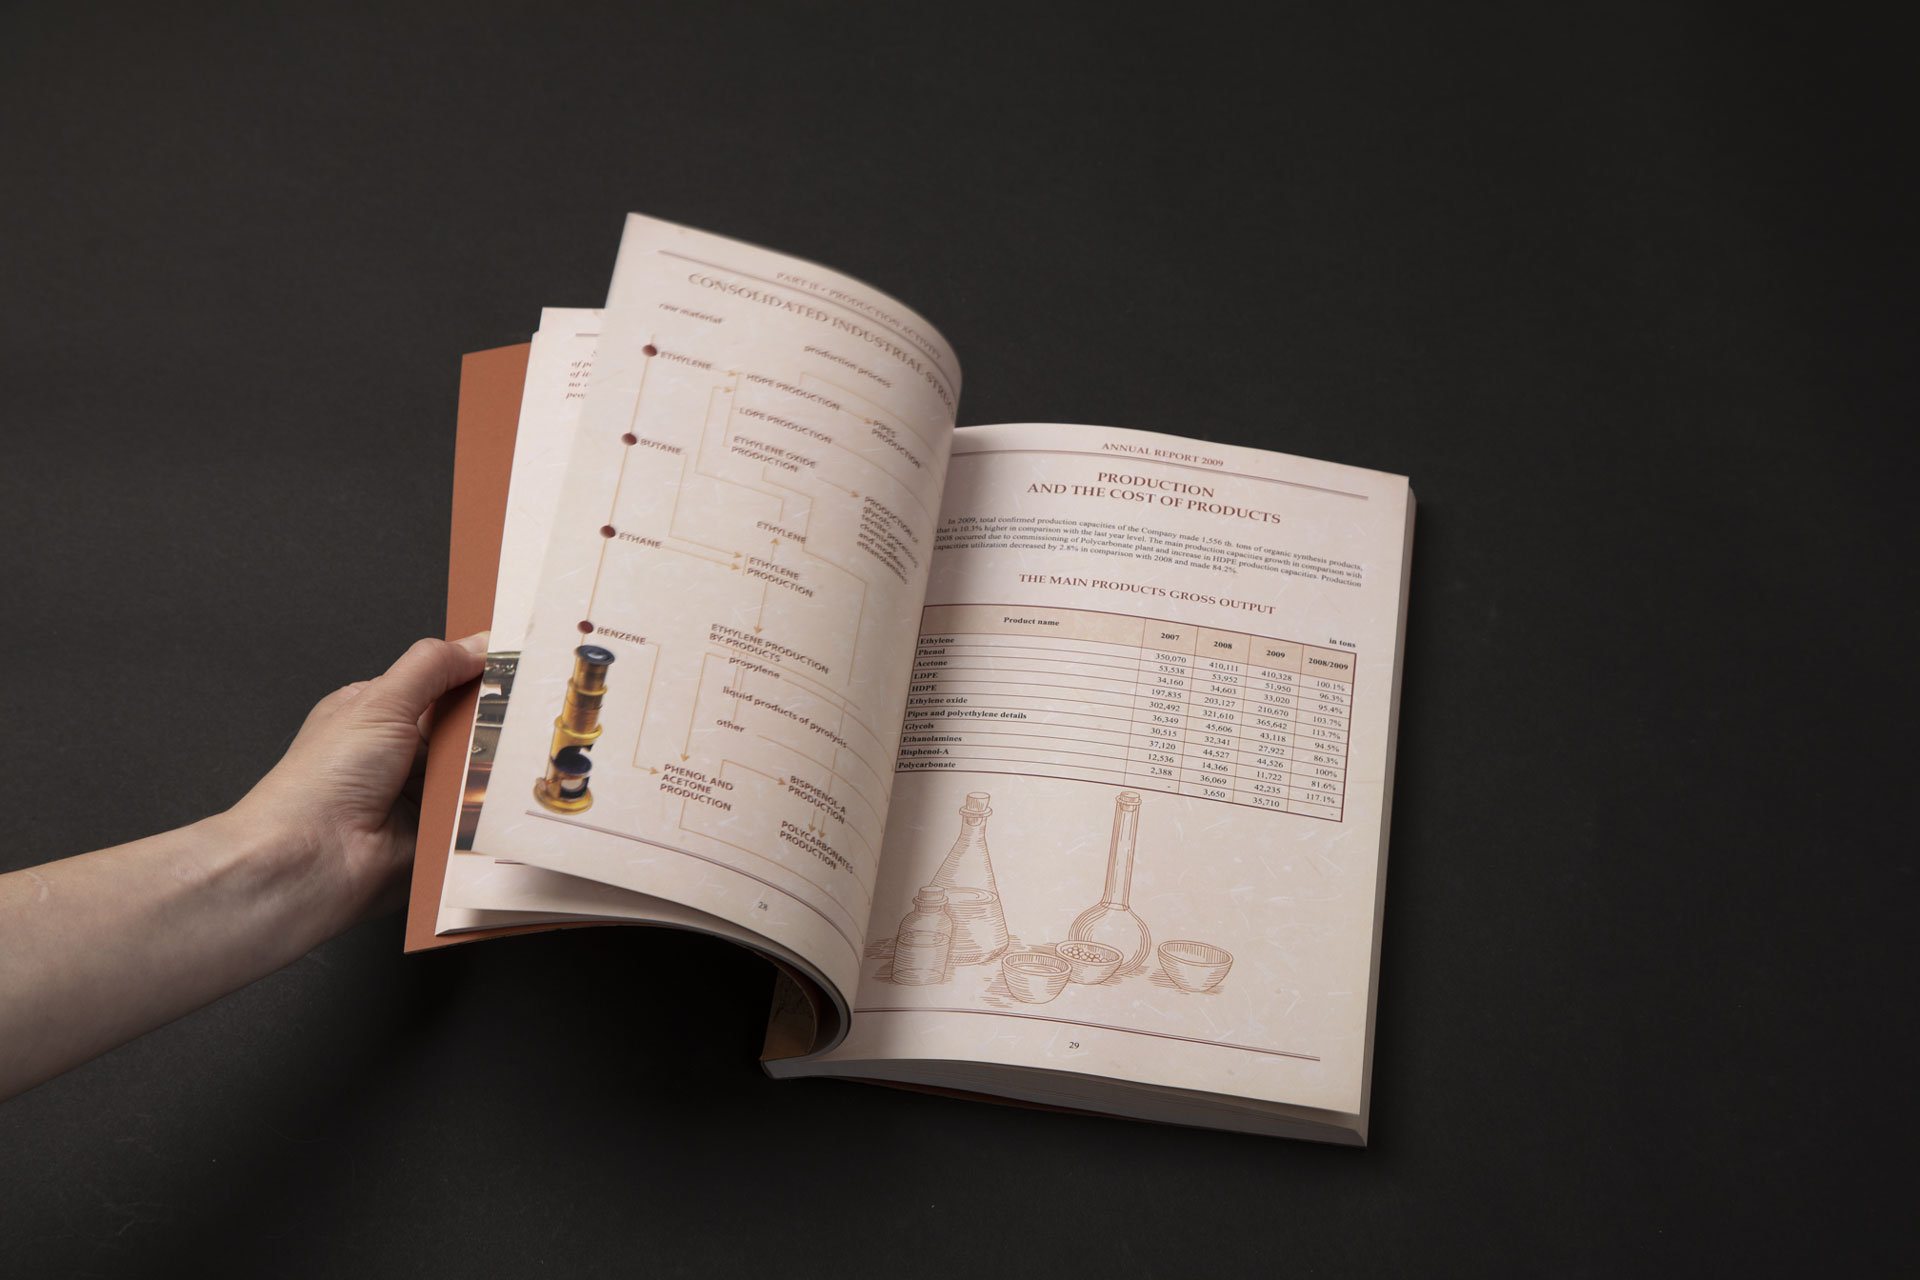 PART II • PRODUCTION ACTIVITY
CONSOLIDATED INDUSTRIAL
raw material
production process
ETHYLENE
HDPE PRODUCTION
PIPES
PRODUCTION
LDPE PRODUCTION
BUTANE
ETHYLENE OXIDE
PRODUCTION
PRODUCTION of
glycols,
textile-processing
chemicals
and modifiers,
ethanolamines
ETHYLENE
ETHANE
ETHYLENE
PRODUCTION
BENZENE
ETHYLENE PRODUCTION
BY-PRODUCTS
propylene
liquid products of pyrolysis
other
PHENOL AND
ACETONE
PRODUCTION
BISPHENOL-A
PRODUCTION
POLYCARBONATES
PRODUCTION
28
ANNUAL REPORT 2009
PRODUCTION
AND THE COST OF PRODUCTS
In 2009, total confirmed production capacities of the Company made 1,556 th. tons of organic synthesis products,
that is 10.3% higher in comparison with the last year level. The main production capacities growth in comparison with
2008 occurred due to commissioning of Polycarbonate plant and increase in HDPE production capacities. Production
capacities utilization decreased by 2.8% in comparison with 2008 and made 84.2%.
THE MAIN PRODUCTS GROSS OUTPUT
in tons
Product name 2007 2008 2009 2008/2009
Ethylene 350,070 410,111 410,328 100.1%
Phenol 53,538 53,952 51,950 96.3%
Acetone 34,160 34,603 33,020 95.4%
LDPE 197,835 203,127 210,670 103.7%
HDPE 302,492 321,610 365,642 113.7%
Ethylene oxide 36,349 45,606 43,118 94.5%
Pipes and polyethylene details 30,515 32,341 27,922 86.3%
Glycols 37,120 44,527 44,526 100%
Ethanolamines 12,536 14,366 11,722 81.6%
Bisphenol-A 2,388 36,069 42,235 117.1%
Polycarbonate - 3,650 35,710 -
29